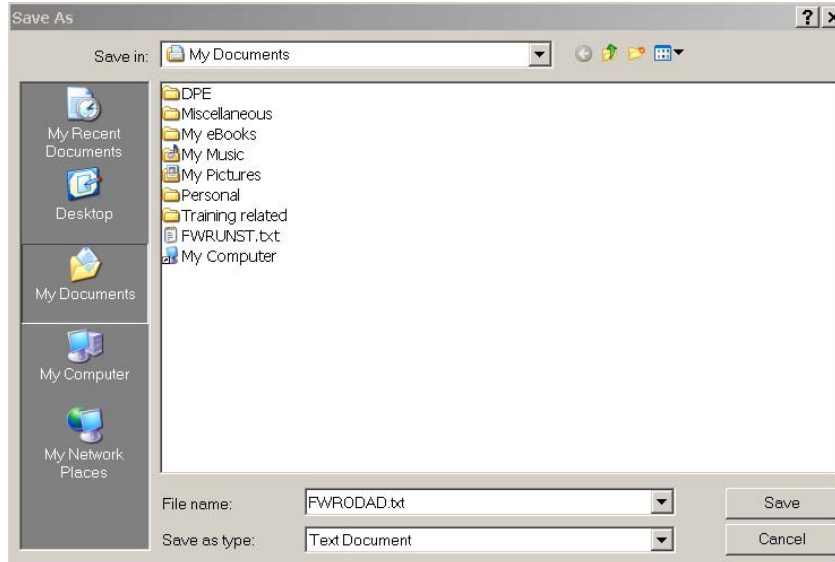 Save As
? x
Save in: My Documents
My Recent
Documents
Desktop
My Documents
My Computer
My Network
Places
DPE
Miscellaneous
My eBooks
My Music
My Pictures
Personal
Training related
FWRUNST.txt
My Computer
File name: FWRODAD.txt Save
Save as type: Text Document Cancel